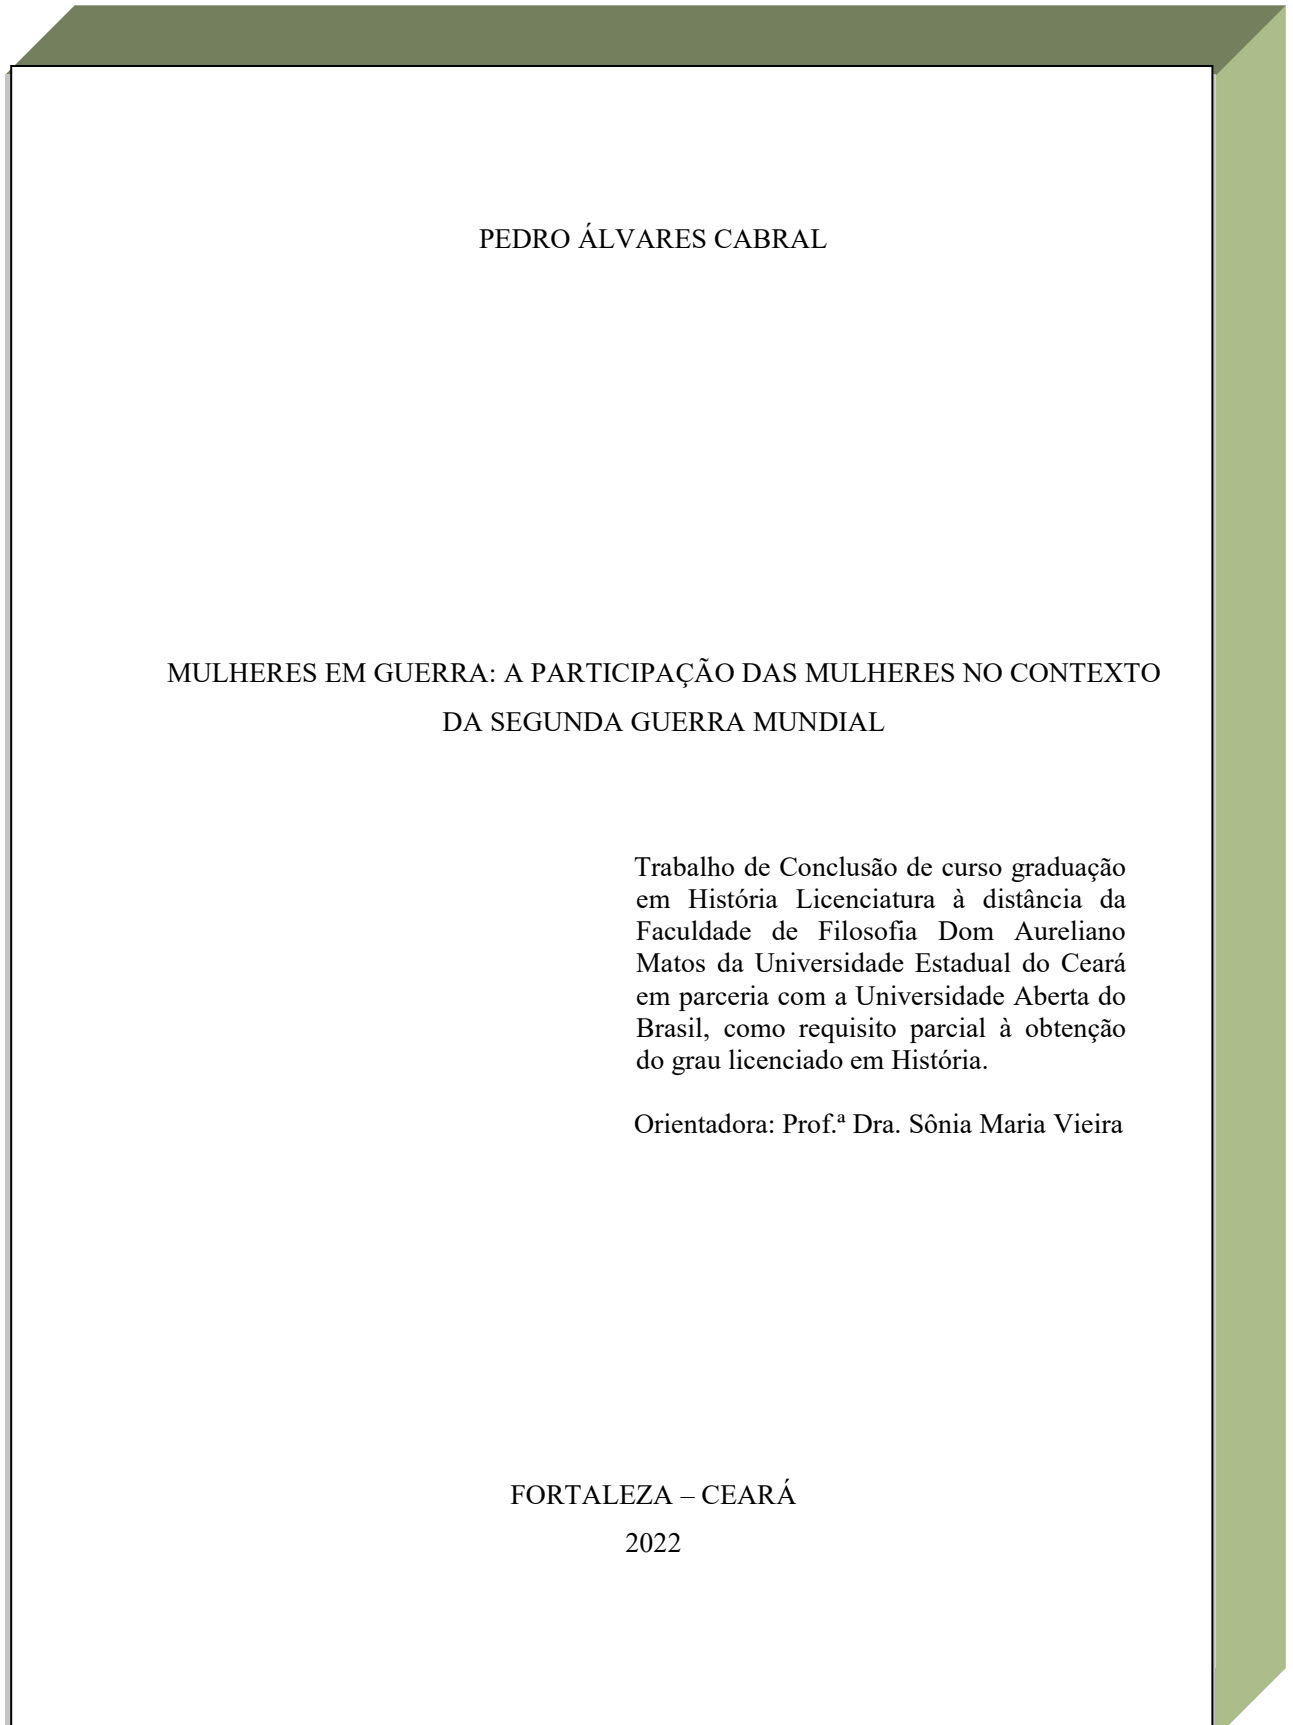 PEDRO ÁLVARES CABRAL
MULHERES EM GUERRA: A PARTICIPAÇÃO DAS MULHERES NO CONTEXTO
DA SEGUNDA GUERRA MUNDIAL
Trabalho de Conclusão de curso graduação
em História Licenciatura à distância da
Faculdade de Filosofia Dom Aureliano
Matos da Universidade Estadual do Ceará
em parceria com a Universidade Aberta do
Brasil, como requisito parcial à obtenção
do grau licenciado em História.
Orientadora: Prof.ª Dra. Sônia Maria Vieira
FORTALEZA – CEARÁ
2022